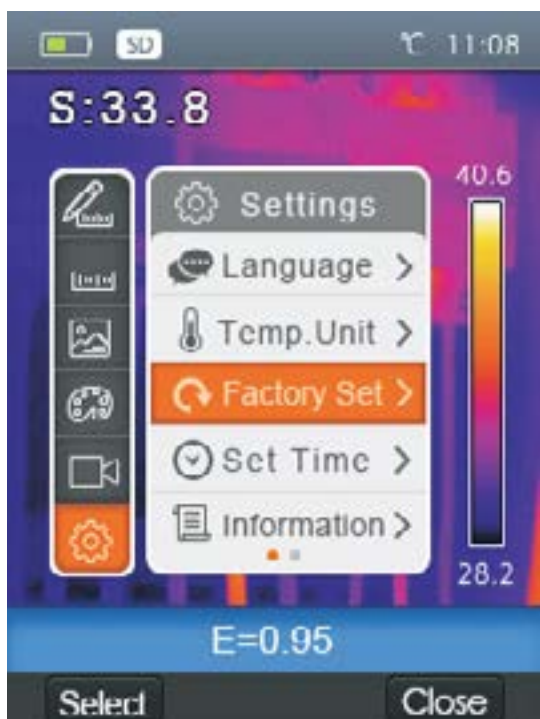 SD ℃ 11:08
S:33.8
40.6
Settings
Language >
Temp.Unit >
Factory Set >
Set Time >
Information >
28.2
E=0.95
Select Close